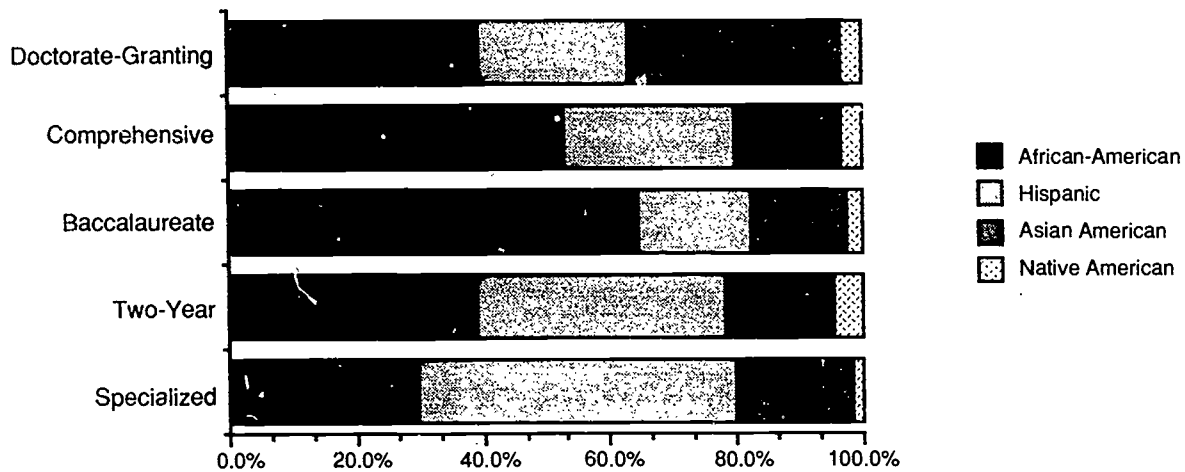 Doctorate-Granting
Comprehensive
Baccalaureate
Two-Year
Specialized
0.0%
20.0%
40.0%
60.0%
80.0%
100.0%
African-American
Hispanic
Asian American
Native American